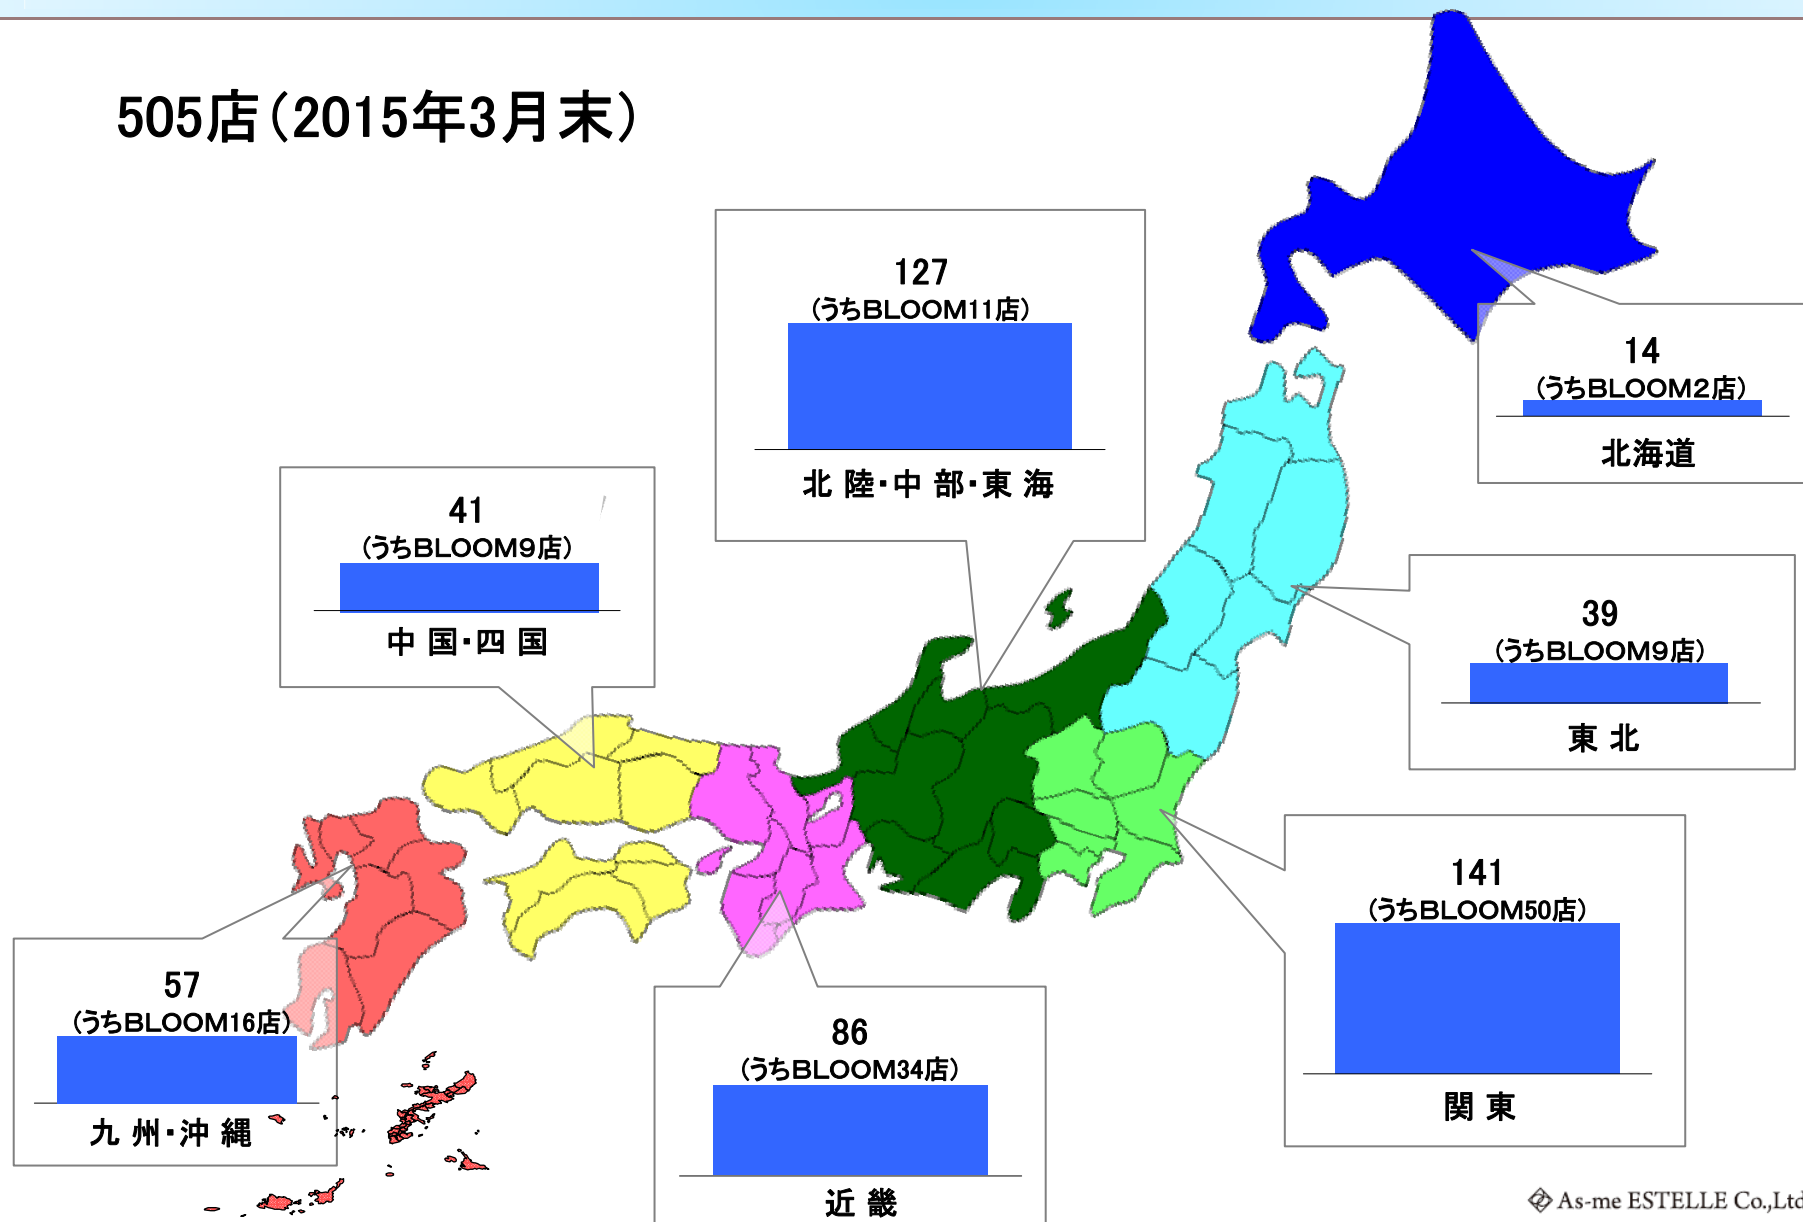 505店（2015年3月末）
127
（うちBLOOM11店）
北陸・中部・東海
14
（うちBLOOM2店）
北海道
41
（うちBLOOM9店）
中国・四国
39
（うちBLOOM9店）
東北
141
（うちBLOOM50店）
関東
57
（うちBLOOM16店）
九州・沖縄
86
（うちBLOOM34店）
近畿
As-me ESTELLE Co.,Ltd